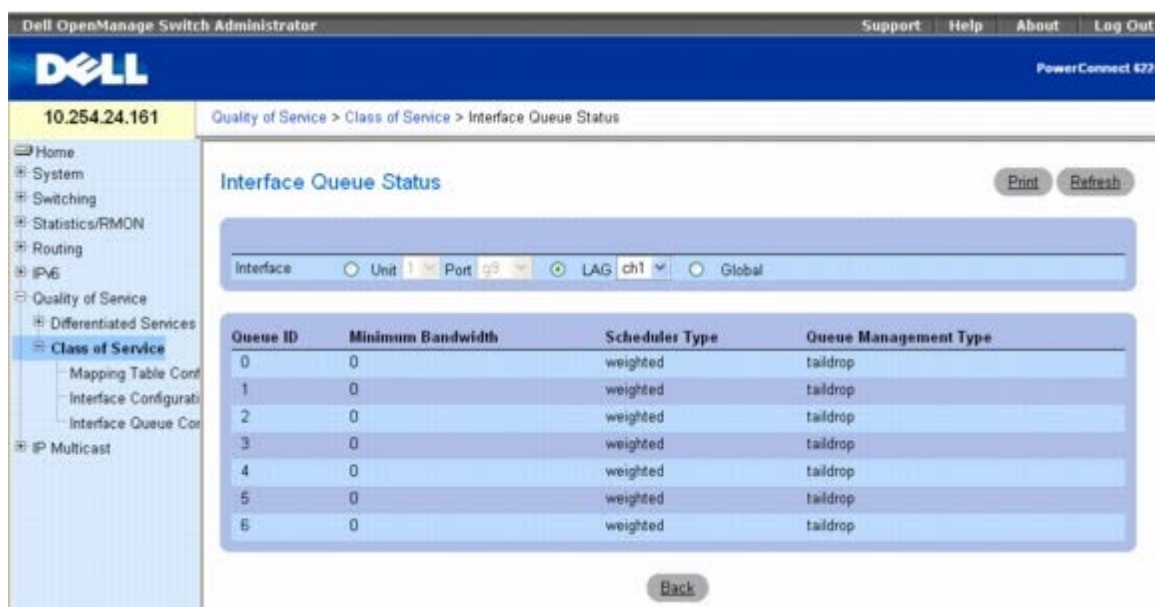 Dell OpenManage Switch Administrator Support Help About Log Out
DELL
PowerConnect 622
10.254.24.161
Quality of Service > Class of Service > Interface Queue Status
Home
System
Switching
Statistics/RMON
Routing
IPv6
Quality of Service
Differentiated Services
Class of Service
Mapping Table Conf
Interface Configurati
Interface Queue Con
IP Multicast
Interface Queue Status
Print Refresh
Interface Unit 1 Port g9 LAG ch1 Global
Queue ID Minimum Bandwidth Scheduler Type Queue Management Type
0 0 weighted taildrop
1 0 weighted taildrop
2 0 weighted taildrop
3 0 weighted taildrop
4 0 weighted taildrop
5 0 weighted taildrop
6 0 weighted taildrop
Back